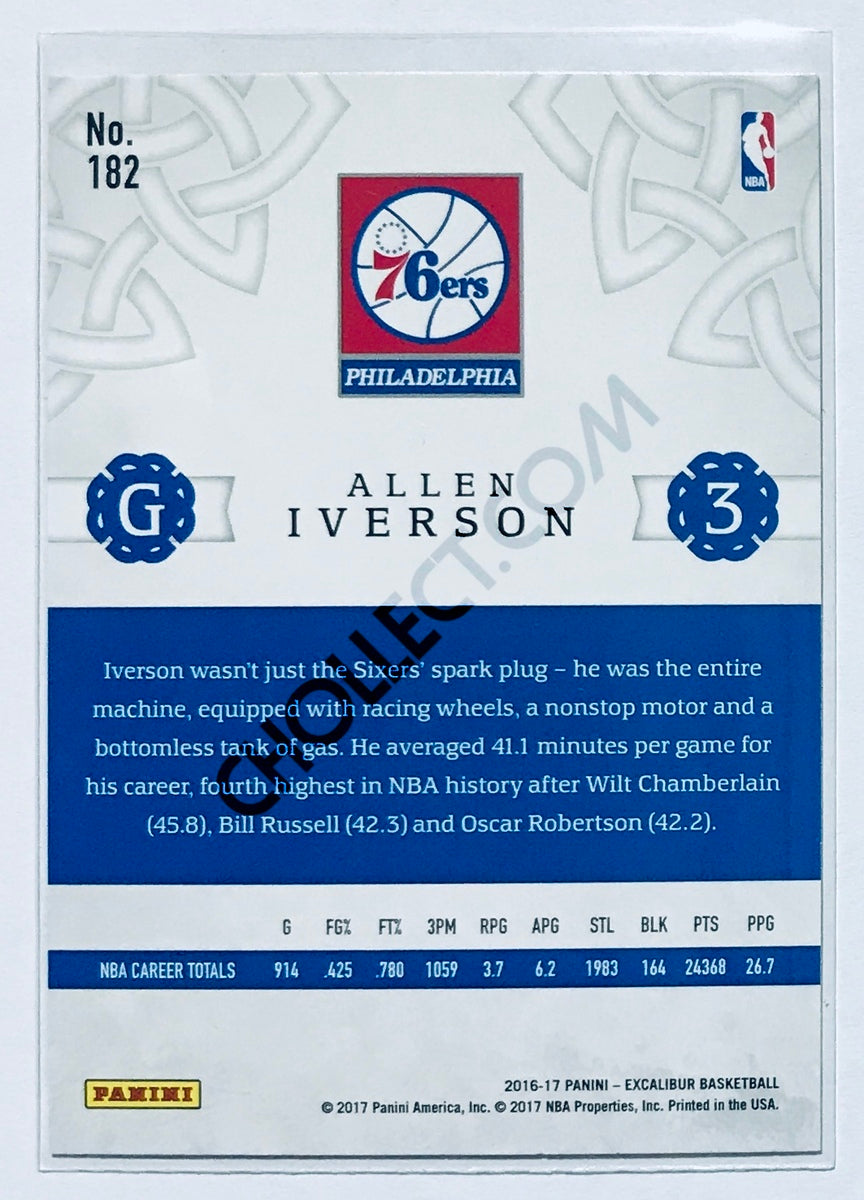 No.
182
NBA
76ers
PHILADELPHIA
G
ALLEN
IVERSON
3
CHOLLECT.COM
Iverson wasn't just the Sixers' spark plug – he was the entire
machine, equipped with racing wheels, a nonstop motor and a
bottomless tank of gas. He averaged 41.1 minutes per game for
his career, fourth highest in NBA history after Wilt Chamberlain
(45.8), Bill Russell (42.3) and Oscar Robertson (42.2).
G FG% FT% 3PM RPG APG STL BLK PTS PPG
NBA CAREER TOTALS 914 .425 .780 1059 3.7 6.2 1983 164 24368 26.7
PANINI
2016-17 PANINI – EXCALIBUR BASKETBALL
© 2017 Panini America, Inc. © 2017 NBA Properties, Inc. Printed in the USA.